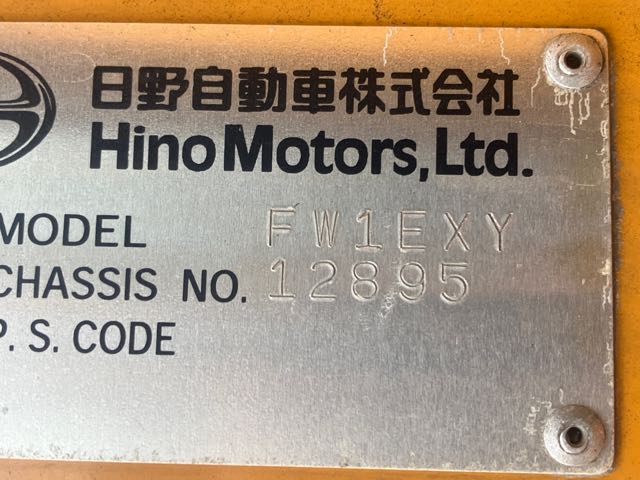 日野自動車株式会社
Hino Motors, Ltd.
MODEL FW1EXY
CHASSIS NO. 12895
P. S. CODE